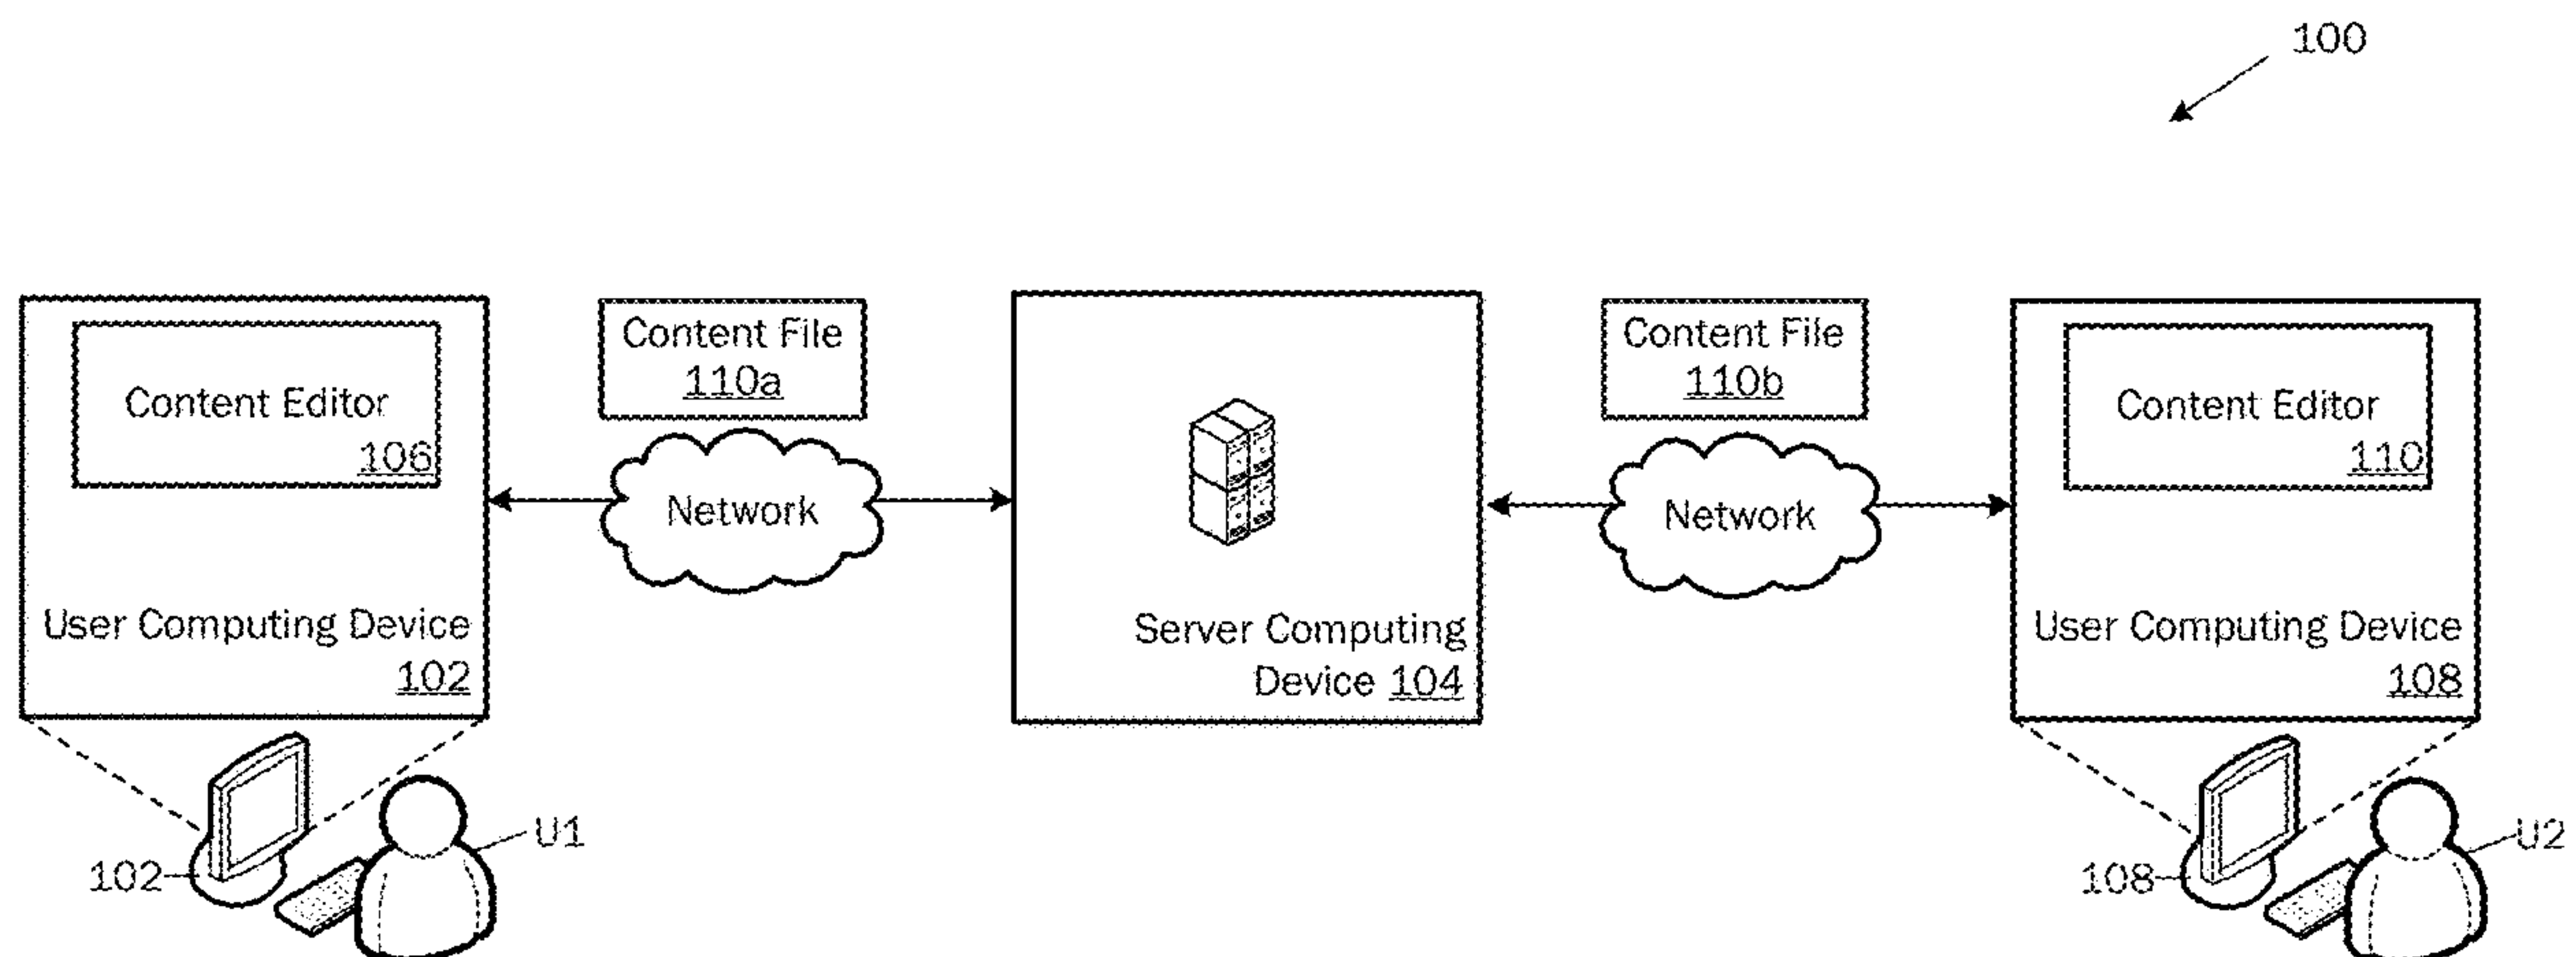 100
Content Editor
106
User Computing Device
102
Content File
110a
Network
Server Computing
Device 104
Content File
110b
Network
Content Editor
110
User Computing Device
108
102
U1
108
U2